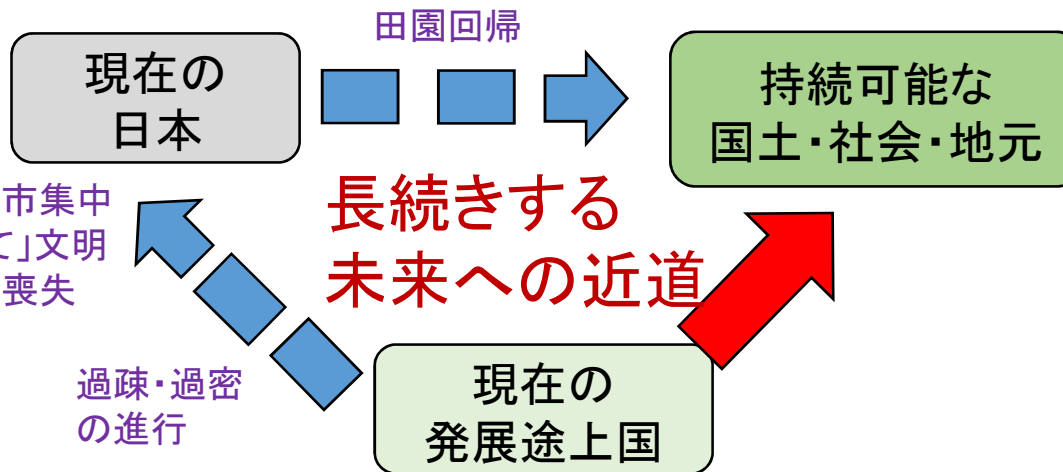 田園回帰
現在の
日本
持続可能な
国土・社会・地元
市集中
て」文明
喪失
長続きする
未来への近道
過疎・過密
の進行
現在の
発展途上国